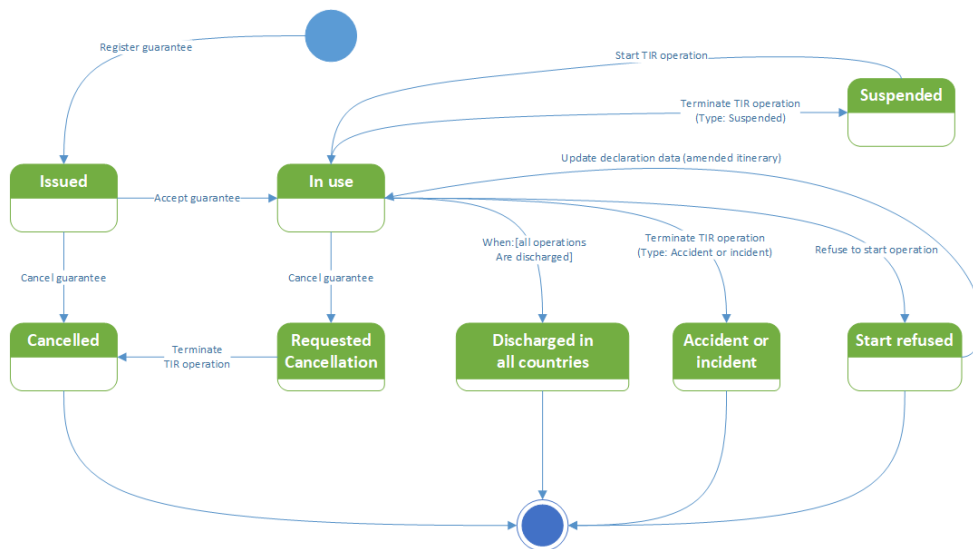 Register guarantee
Start TIR operation
Suspended
Terminate TIR operation
(Type: Suspended)
Update declaration data (amended itinerary)
Issued
In use
Accept guarantee
When:[all operations
Are discharged]
Terminate TIR operation
(Type: Accident or incident)
Refuse to start operation
Cancel guarantee
Cancel guarantee
Cancelled
Terminate
TIR operation
Requested
Cancellation
Discharged in
all countries
Accident or
incident
Start refused